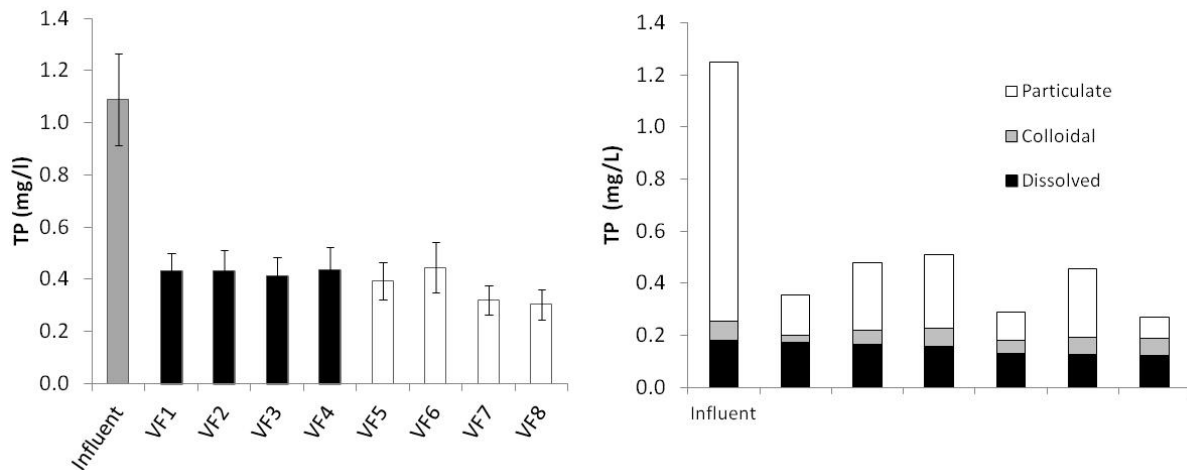 TP (mg/l)
1.4
1.2
1.0
0.8
0.6
0.4
0.2
0.0
Influent
VF1
VF2
VF3
VF4
VF5
VF6
VF7
VF8
TP (mg/L)
1.4
1.2
1.0
0.8
0.6
0.4
0.2
0.0
Influent
Particulate
Colloidal
Dissolved